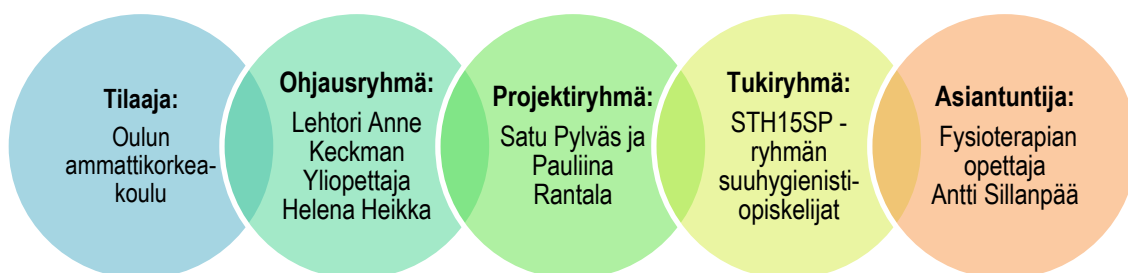 Tilaaja:
Oulun
ammattikorkea-
koulu
Ohjausryhmä:
Lehtori Anne
Keckman
Yliopettaja
Helena Heikka
Projektiryhmä:
Satu Pylväs ja
Pauliina
Rantala
Tukiryhmä:
STH15SP -
ryhmän
suuhygienisti-
opiskelijat
Asiantuntija:
Fysioterapian
opettaja
Antti Sillanpää